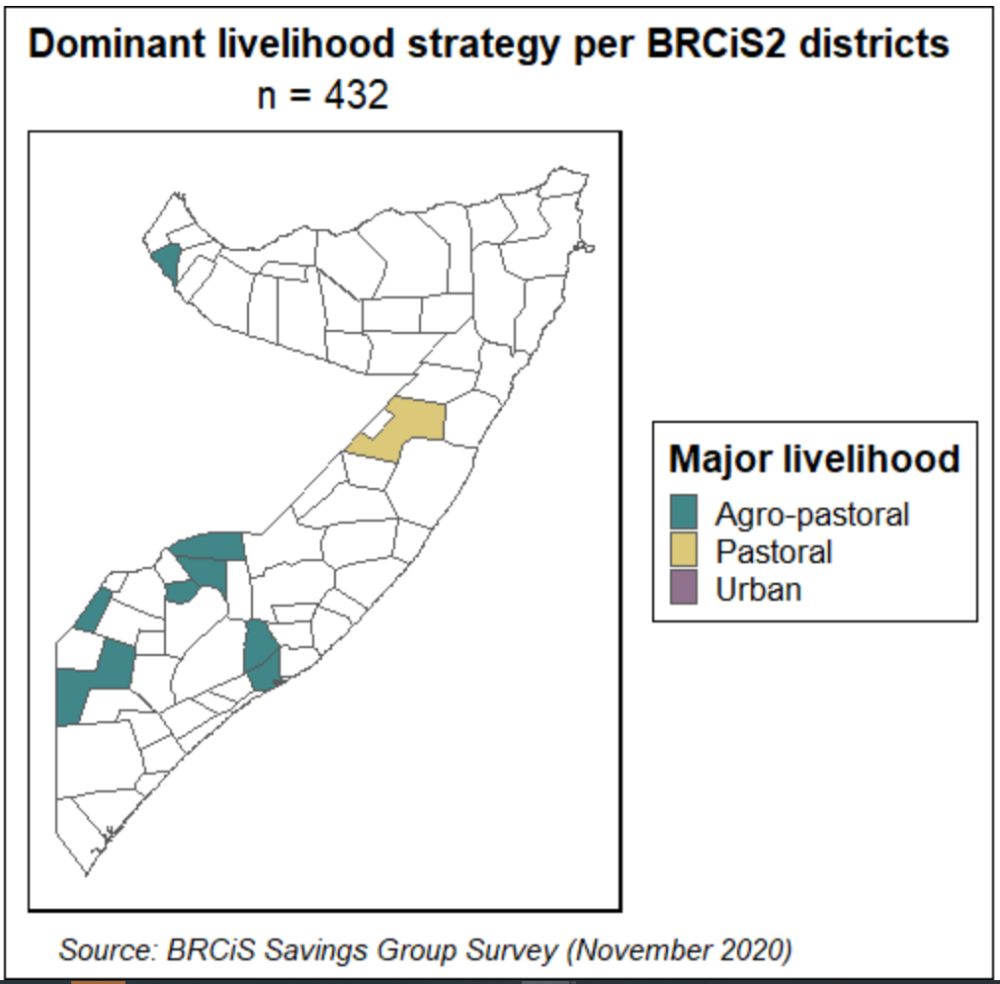 Dominant livelihood strategy per BRCiS2 districts
n = 432
Major livelihood
Agro-pastoral
Pastoral
Urban
Source: BRCiS Savings Group Survey (November 2020)